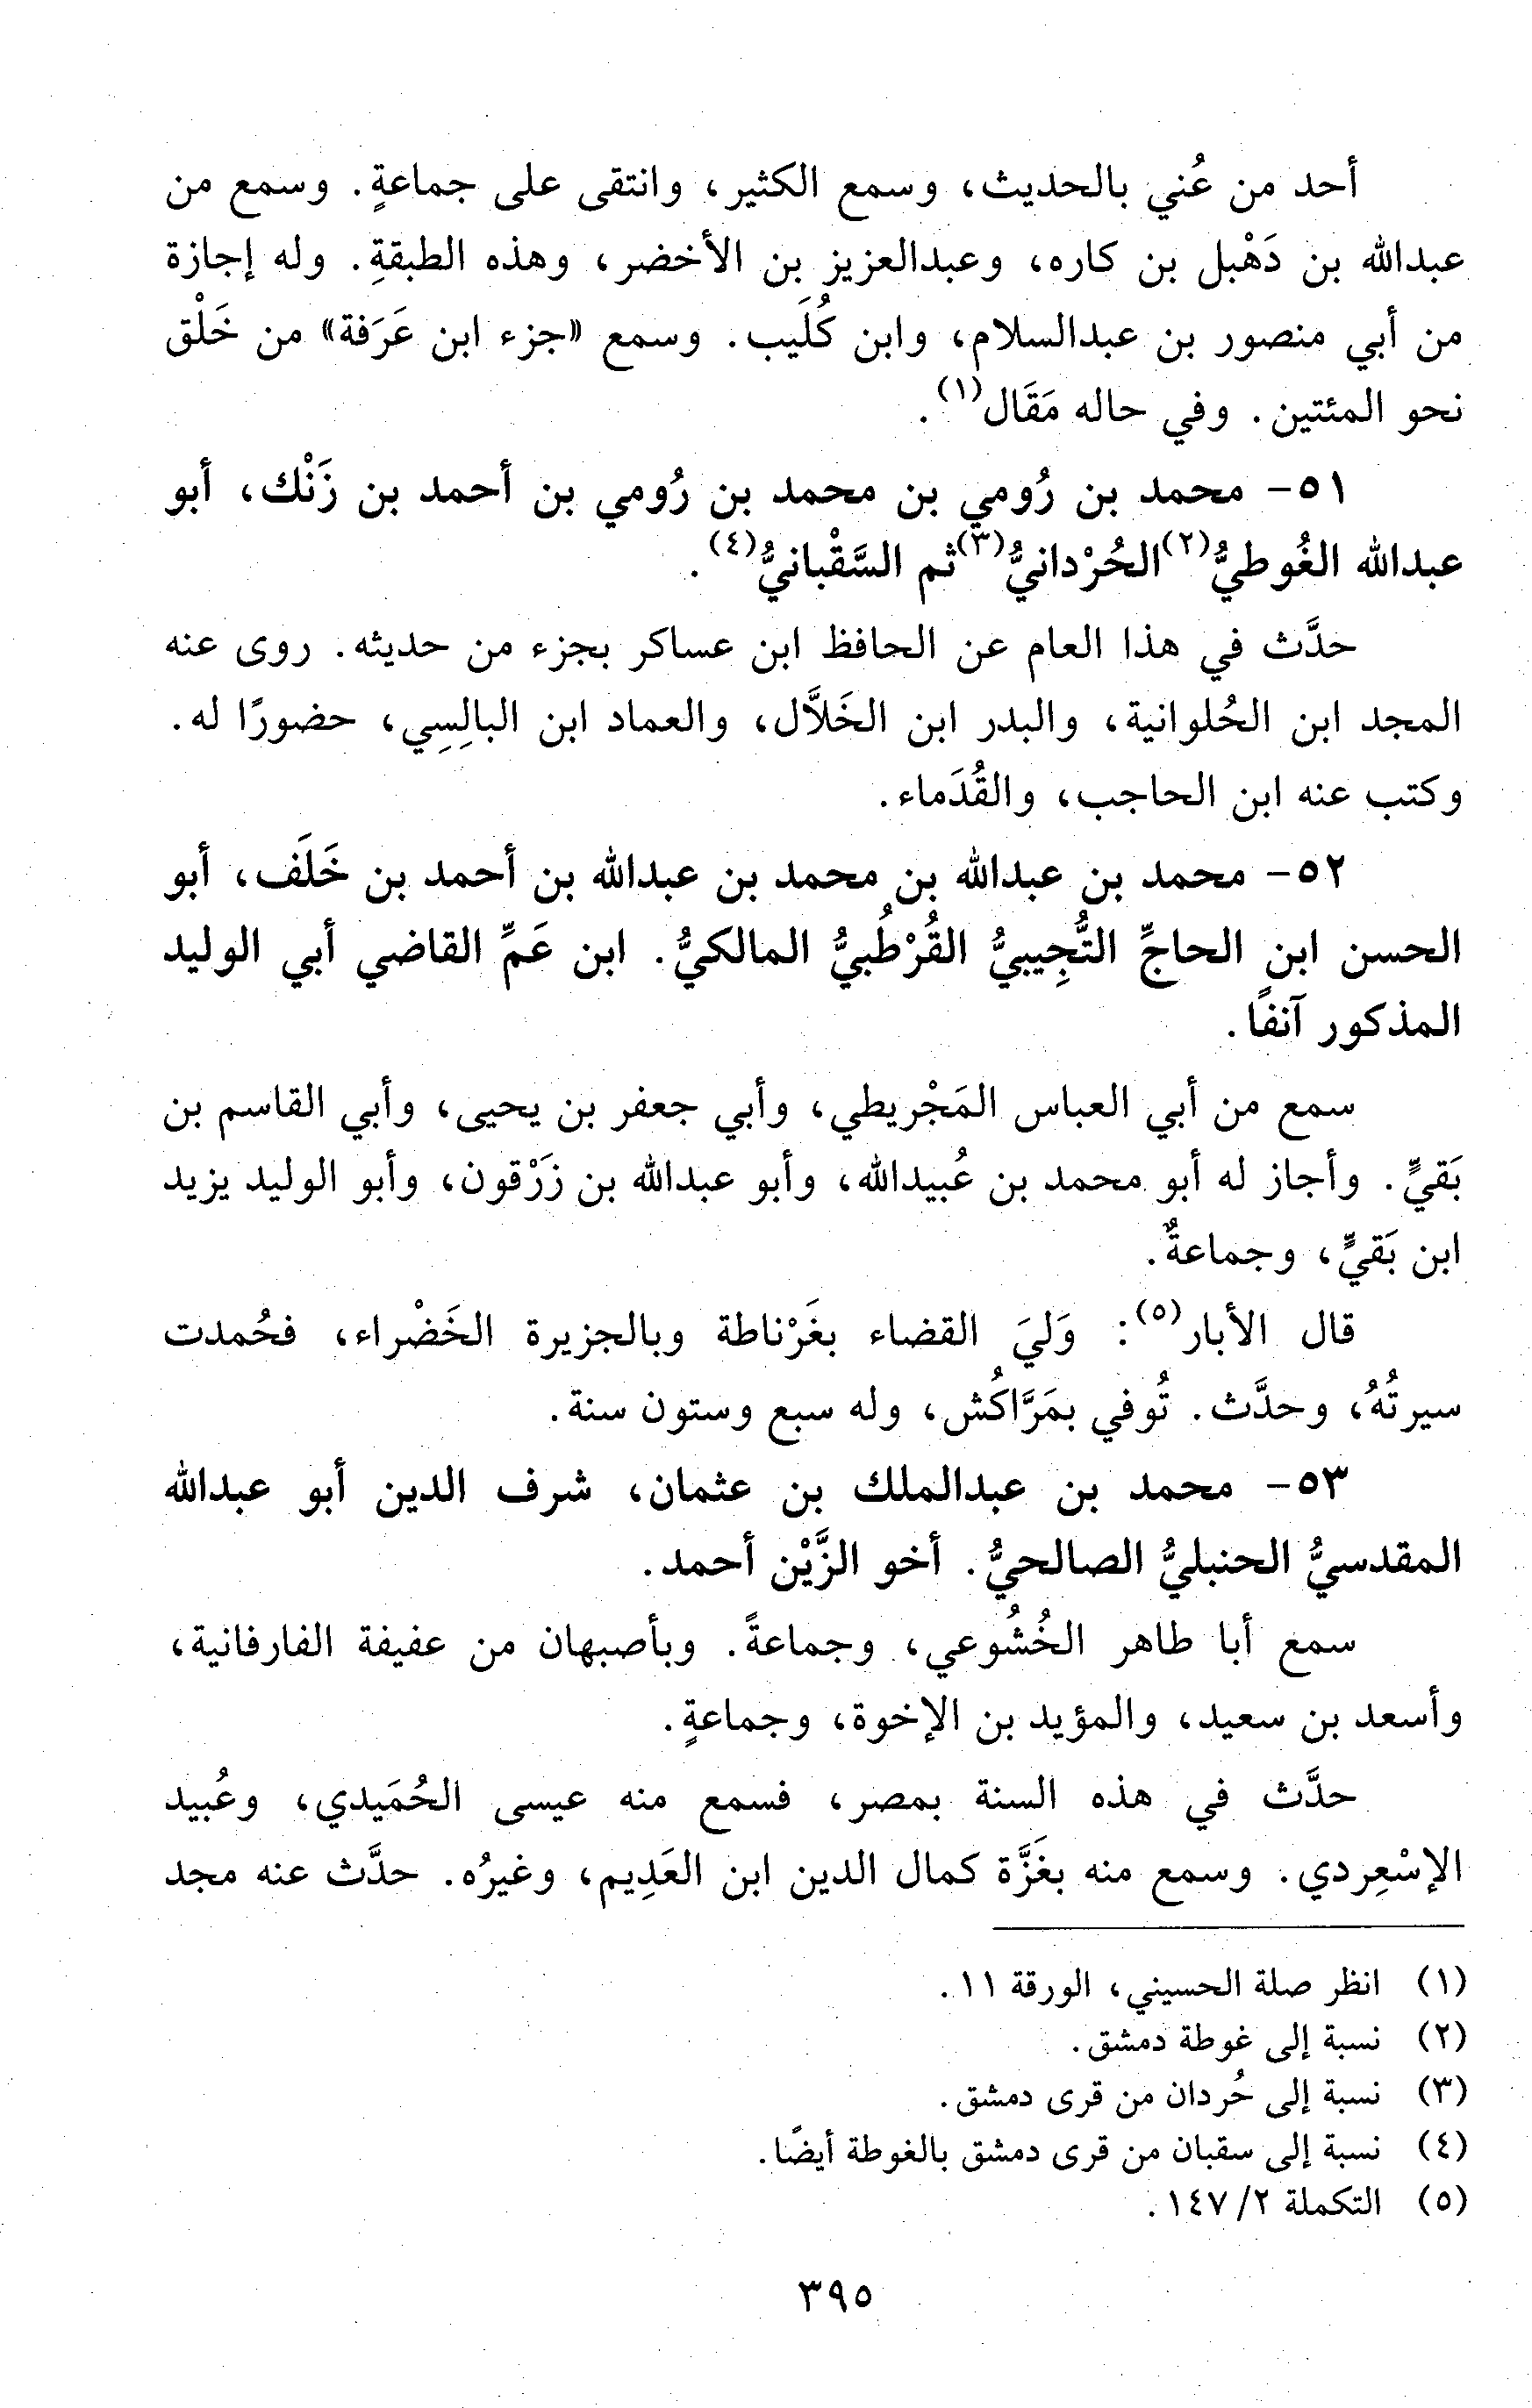 أحد من عُني بالحديث، وسمع الكثير، وانتقى على جماعةٍ. وسمع من
عبدالله بن دَهْبل بن كاره، وعبدالعزيز بن الأخضر، وهذه الطبقةِ. وله إجازة
من أبي منصور بن عبدالسلام، وابن كُلَيب. وسمع «جزء ابن عَرَفة» من خَلْق
نحو المئتين. وفي حاله مَقَال(١).
٥١- محمد بن رُومي بن محمد بن رُومي بن أحمد بن زَنْك، أبو
عبدالله الغُوطيُّ(٢) الحُرْدانيُّ(٣) ثم السَّقْبانيُّ(٤).
حدَّث في هذا العام عن الحافظ ابن عساكر بجزء من حديثه. روى عنه
المجد ابن الحُلوانية، والبدر ابن الخَلاَّل، والعماد ابن البالِسِي، حضورًا له.
وكتب عنه ابن الحاجب، والقُدَماء.
٥٢- محمد بن عبدالله بن محمد بن عبدالله بن أحمد بن خَلَف، أبو
الحسن ابن الحاجِّ التُّجِيبيُّ القُرْطُبيُّ المالكيُّ. ابن عَمِّ القاضي أبي الوليد
المذكور آنفًا.
سمع من أبي العباس المَجْريطي، وأبي جعفر بن يحيى، وأبي القاسم بن
بَقيٍّ. وأجاز له أبو محمد بن عُبيدالله، وأبو عبدالله بن زَرْقون، وأبو الوليد يزيد
ابن بَقيٍّ، وجماعةٌ.
قال الأبار(٥): وَليَ القضاء بغَرْناطة وبالجزيرة الخَضْراء، فحُمدت
سيرتُهُ، وحدَّث. تُوفي بمَرَّاكُش، وله سبع وستون سنة.
٥٣- محمد بن عبدالملك بن عثمان، شرف الدين أبو عبدالله
المقدسيُّ الحنبليُّ الصالحيُّ. أخو الزَّيْن أحمد.
سمع أبا طاهر الخُشُوعي، وجماعةً. وبأصبهان من عفيفة الفارفانية،
وأسعد بن سعيد، والمؤيد بن الإخوة، وجماعةٍ.
حدَّث في هذه السنة بمصر، فسمع منه عيسى الحُمَيدي، وعُبيد
الإسْعِردي. وسمع منه بغَزَّة كمال الدين ابن العَدِيم، وغيرُه. حدَّث عنه مجد
(١) انظر صلة الحسيني، الورقة ١١.
(٢) نسبة إلى غوطة دمشق.
(٣) نسبة إلى حُردان من قرى دمشق.
(٤) نسبة إلى سقبان من قرى دمشق بالغوطة أيضًا.
(٥) التكملة ٢/ ١٤٧.
٣٩٥